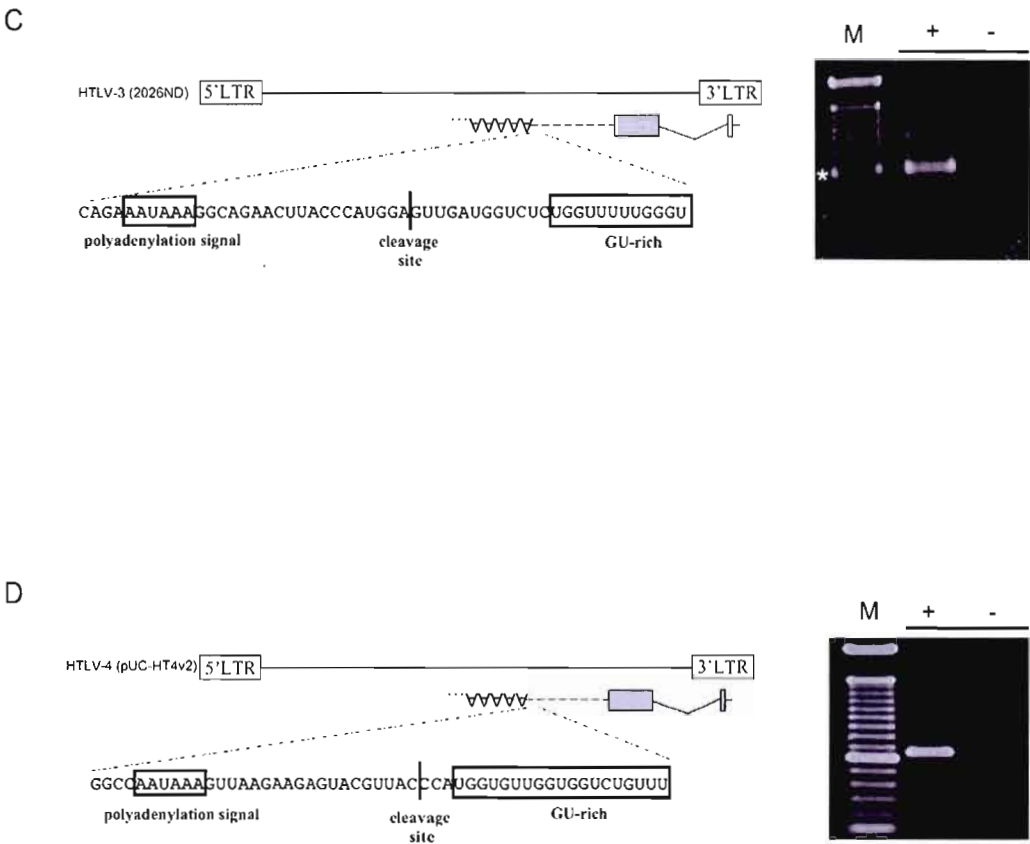 C
M + -
HTLV-3 (2026ND) 5'LTR 3'LTR
*
CAGAAAUAAAGGCAGAACUUACCCAUGGAGUUGAUGGUCUCUGGUUUUUGGGU
polyadenylation signal cleavage site GU-rich
D
M + -
HTLV-4 (pUC-HT4v2) 5'LTR 3'LTR
GGCCAAUAAAGUUAAGAAGAGUACGUUACCCAUGGUGUUGGUGGUCUGUUU
polyadenylation signal cleavage site GU-rich